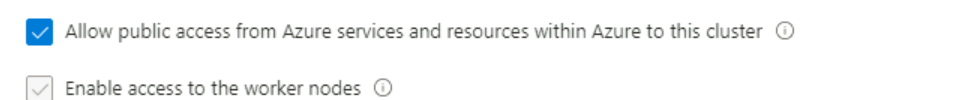 Allow public access from Azure services and resources within Azure to this cluster
Enable access to the worker nodes